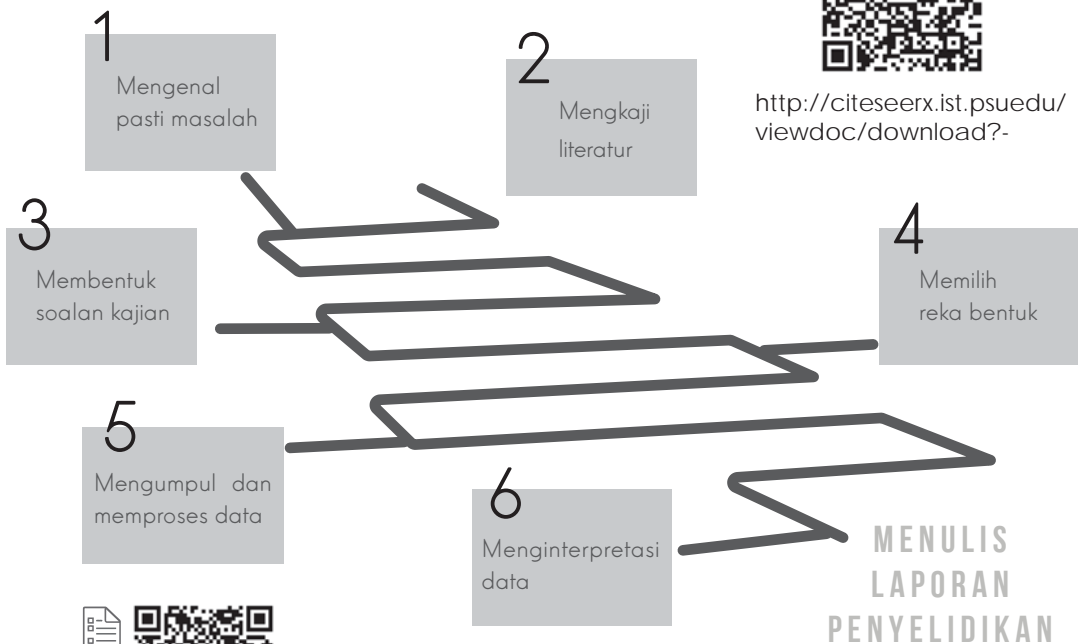 1
Mengenal
pasti masalah
2
Mengkaji
literatur
http://citeseerx.ist.psuedu/
viewdoc/download?-
3
Membentuk
soalan kajian
4
Memilih
reka bentuk
5
Mengumpul dan
memproses data
6
Menginterpretasi
data
MENULIS
LAPORAN
PENYELIDIKAN